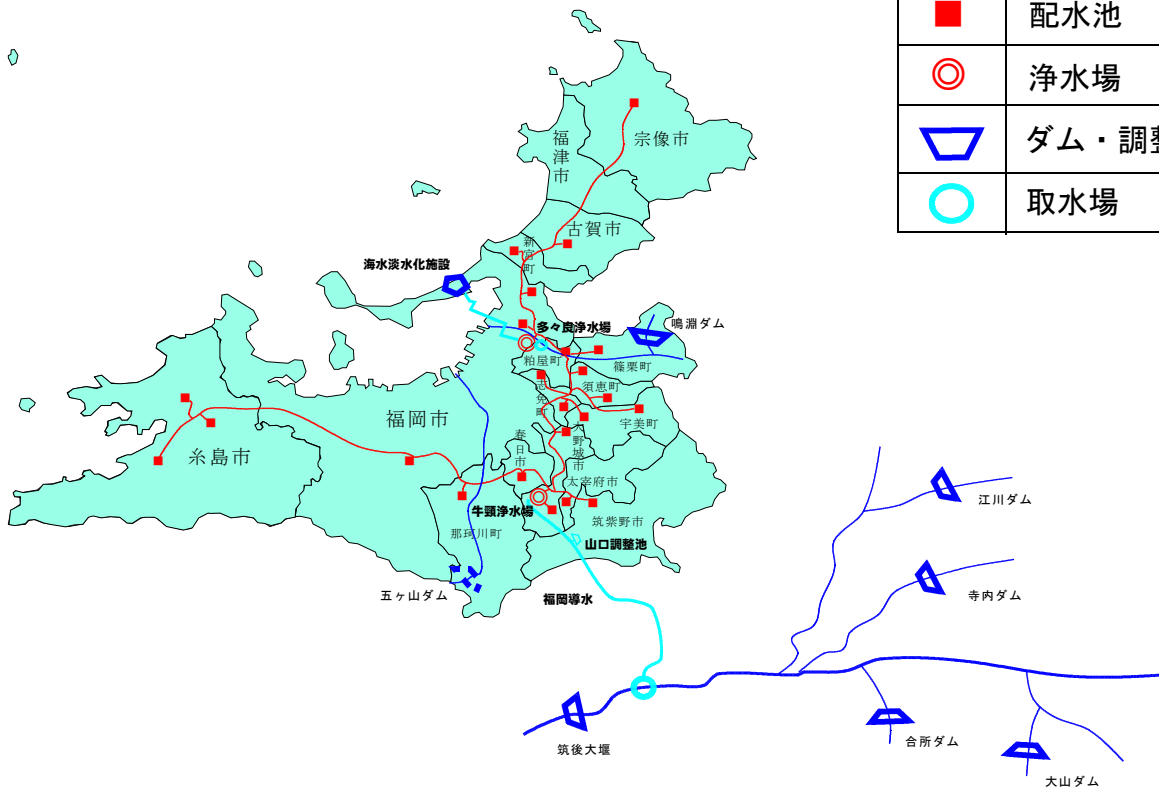 配水池
浄水場
ダム・調整
取水場
宗像市
福津市
古賀市
新宮町
海水淡水化施設
多々良浄水場
鳴淵ダム
粕屋町
篠栗町
志免町
須恵町
宇美町
福岡市
糸島市
春日市
大野城市
太宰府市
牛頸浄水場
筑紫野市
那珂川町
山口調整池
五ヶ山ダム
福岡導水
江川ダム
寺内ダム
筑後大堰
合所ダム
大山ダム